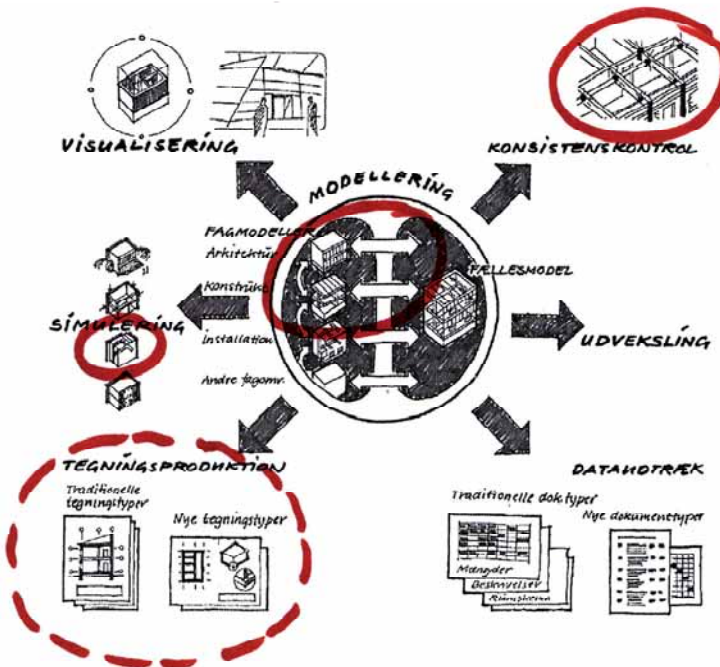 VISUALISERING
KONSISTENSKONTROL
MODELLERING
FAGMODELLER
Arkitektur
FÆLLESMODEL
Konstrukt
SIMULERING
Installation
UDVEKSLING
Andre fagomr.
TEGNINGSPRODUKTION
Traditionelle
tegningstyper
Nye tegningstyper
DATAUDTRÆK
Traditionelle dok.typer
Nye dokumenttyper
Mængder
Beskrivelser